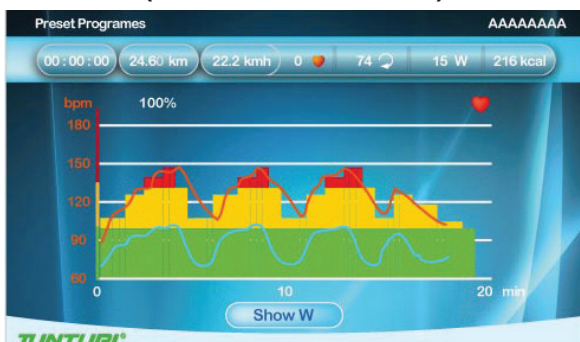 Preset Programes AAAAAAAA
00:00:00 24.60 km 22.2 kmh 0 74 15 W 216 kcal
bpm 100%
180
150
120
90
60
0 10 20 min
Show W
TUNTURI®